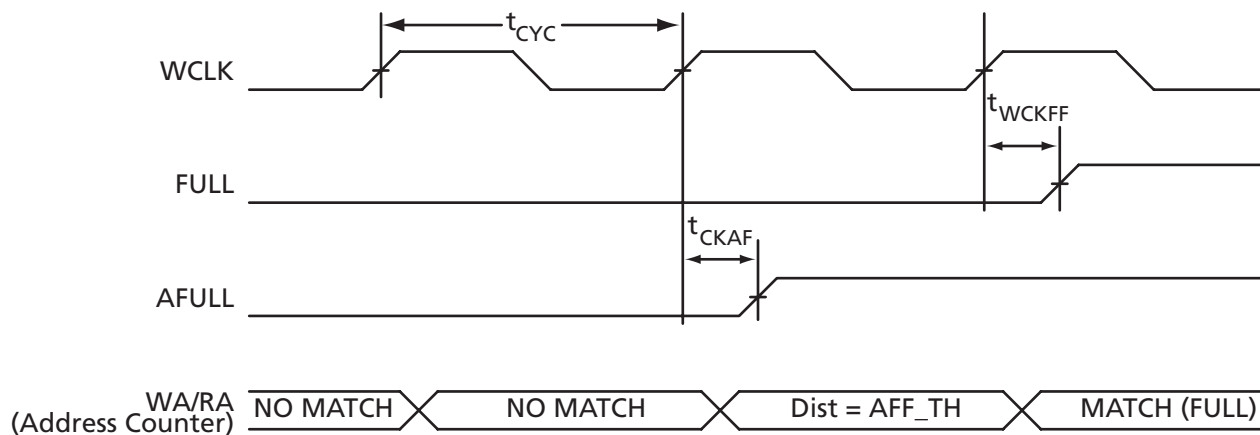 tCYC
WCLK
tWCKFF
FULL
tCKAF
AFULL
WA/RA
(Address Counter)
NO MATCH
NO MATCH
Dist = AFF_TH
MATCH (FULL)